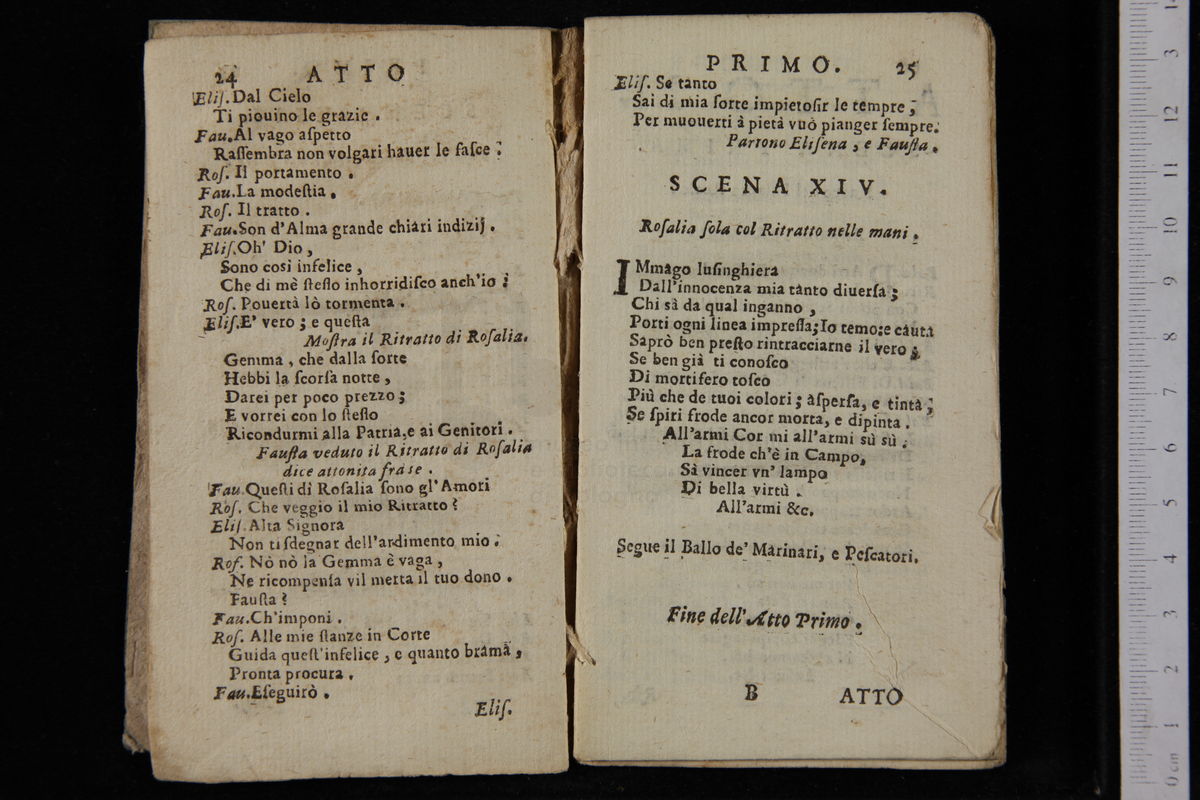 24 ATTO
Eliſ. Dal Cielo
Ti piouino le grazie.
Fau. Al vago aſpetto
Raſſembra non volgari hauer le faſce.
Roſ. Il portamento.
Fau. La modeſtia.
Roſ. Il tratto.
Fau. Son d'Alma grande chiari indizij.
Eliſ. Oh' Dio,
Sono così infelice,
Che di mè ſteſſo inhorridiſco anch'io.
Roſ. Pouertà lò tormenta.
Eliſ. E' vero; e queſta
Moſtra il Ritratto di Roſalia.
Gemma, che dalla ſorte
Hebbi la ſcorſa notte,
Darei per poco prezzo;
E vorrei con lo ſteſſo
Ricondurmi alla Patria, e ai Genitori.
Fauſta veduto il Ritratto di Roſalia
dice attonita frà se.
Fau. Queſti di Roſalia ſono gl'Amori
Roſ. Che veggio il mio Ritratto?
Eliſ. Alta Signora
Non ti ſdegnar dell'ardimento mio.
Roſ. Nò nò la Gemma è vaga,
Ne ricompenſa vil merta il tuo dono.
Fauſta?
Fau. Ch'imponi.
Roſ. Alle mie ſtanze in Corte
Guida queſt'infelice, e quanto brama,
Pronta procura.
Fau. Eſeguirò.
Eliſ.
PRIMO. 25
Eliſ. Se tanto
Sai di mia ſorte impietoſir le tempre;
Per muouerti à pietà vuò pianger ſempre.
Partono Eliſena, e Fauſta.
SCENA XIV.
Roſalia ſola col Ritratto nelle mani.
IMmago luſinghiera
Dall'innocenza mia tanto diuerſa;
Chi sà da qual inganno,
Porti ogni linea impreſſa; Io temo: e cauta
Saprò ben preſto rintracciarne il vero;
Se ben già ti conoſco
Di mortifero toſco
Più che de tuoi colori; àſperſa, e tinta;
Se ſpiri frode ancor morta, e dipinta.
All'armi Cor mi all'armi sù sù.
La frode ch'è in Campo,
Sà vincer vn' lampo
Di bella virtù.
All'armi &c.
Segue il Ballo de' Marinari, e Peſcatori.
Fine dell'Atto Primo.
B ATTO